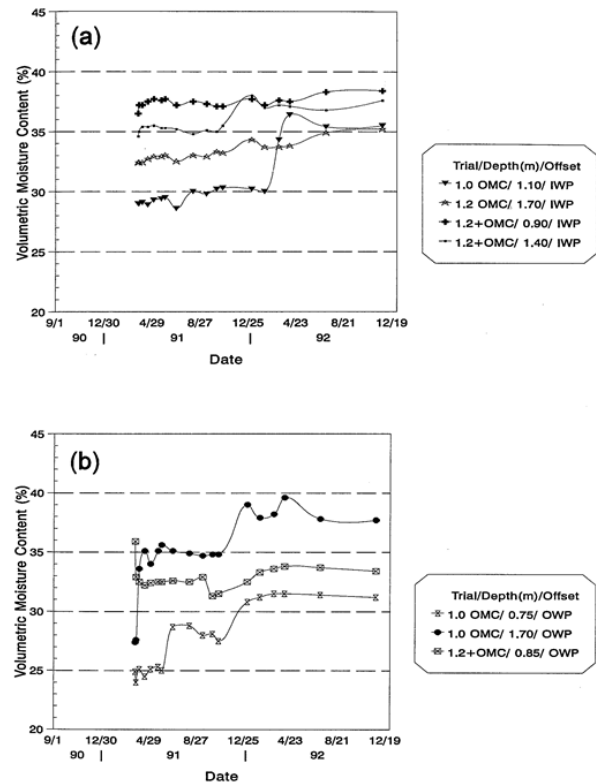 (a)
Volumetric Moisture Content (%)
45
40
35
30
25
20
9/1 12/30 4/29 8/27 12/25 4/23 8/21 12/19
90 | 91 | 92
Date
Trial/Depth(m)/Offset
1.0 OMC/ 1.10/ IWP
1.2 OMC/ 1.70/ IWP
1.2+OMC/ 0.90/ IWP
1.2+OMC/ 1.40/ IWP
(b)
Volumetric Moisture Content (%)
45
40
35
30
25
20
9/1 12/30 4/29 8/27 12/25 4/23 8/21 12/19
90 | 91 | 92
Date
Trial/Depth(m)/Offset
1.0 OMC/ 0.75/ OWP
1.0 OMC/ 1.70/ OWP
1.2+OMC/ 0.85/ OWP